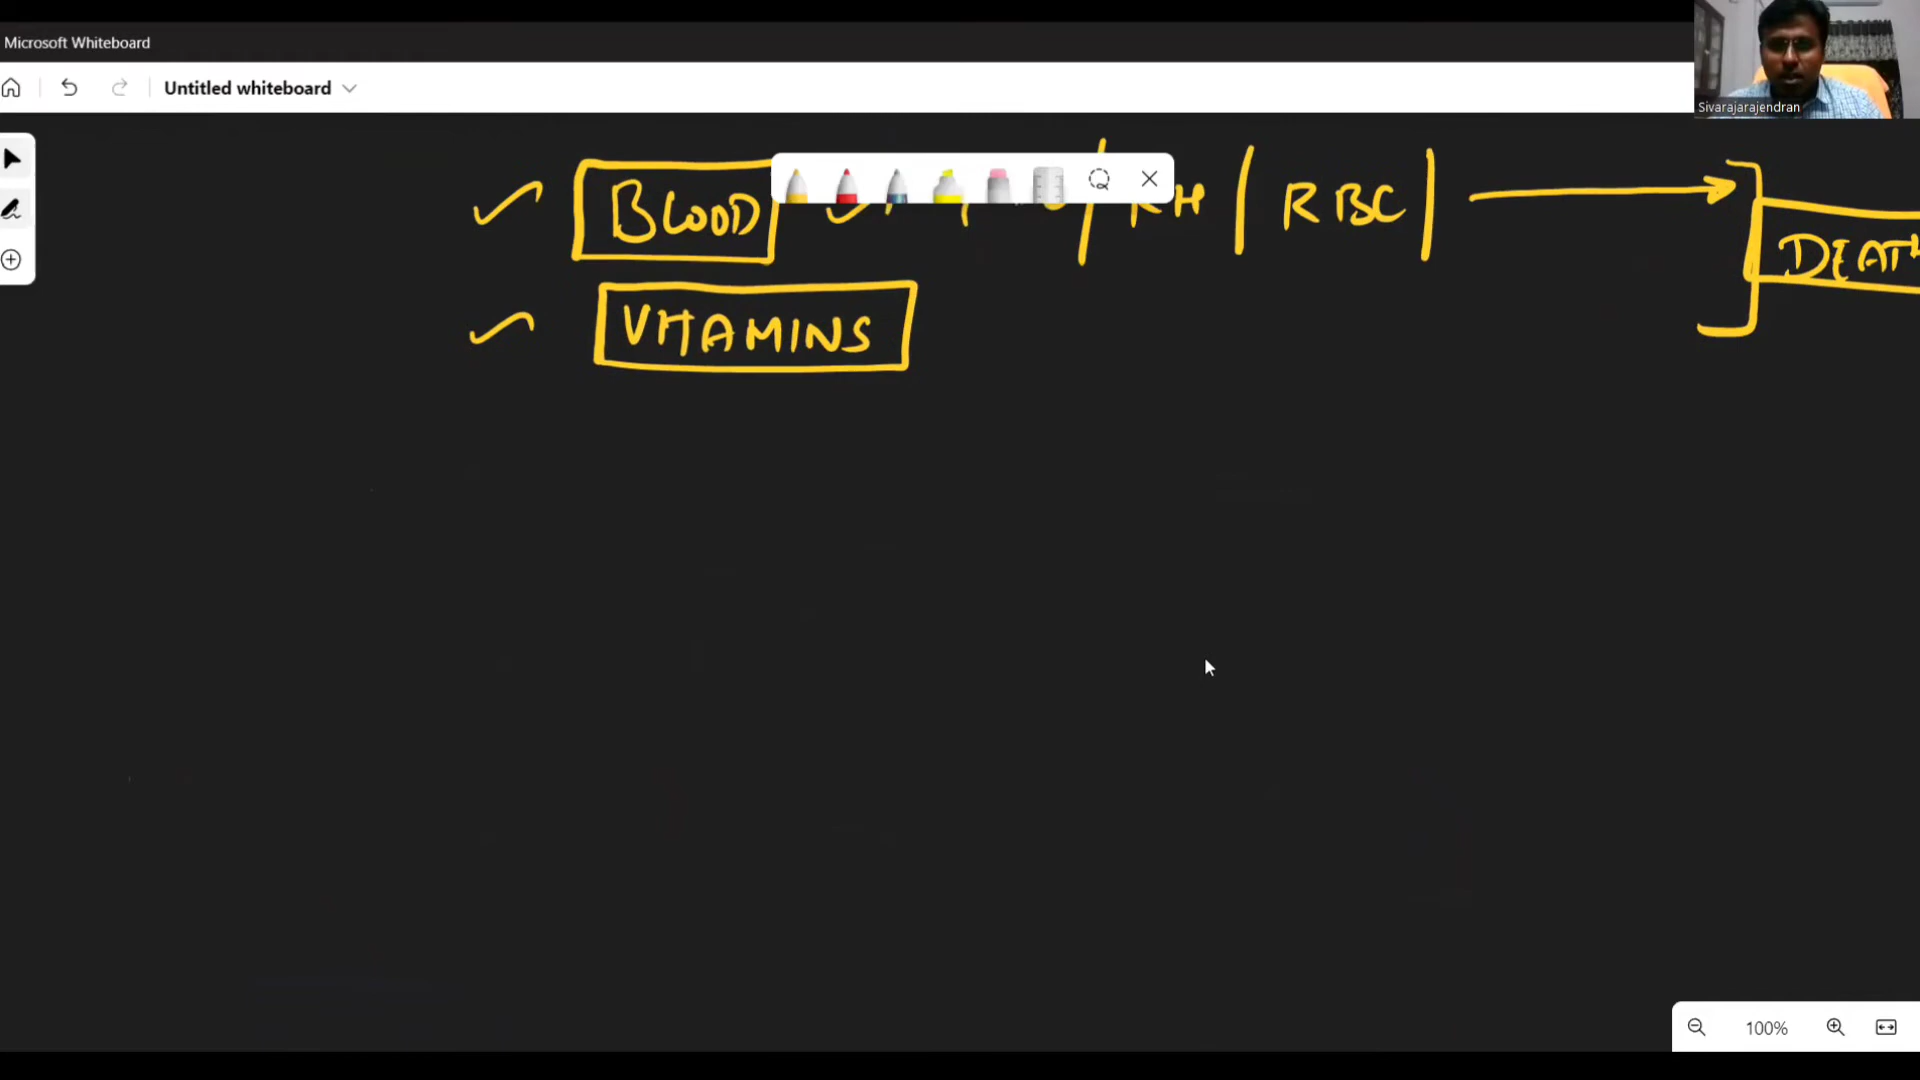 Microsoft Whiteboard
Untitled whiteboard
Sivarajarajendran
BLOOD RH RBC
DEATH
VITAMINS
100%